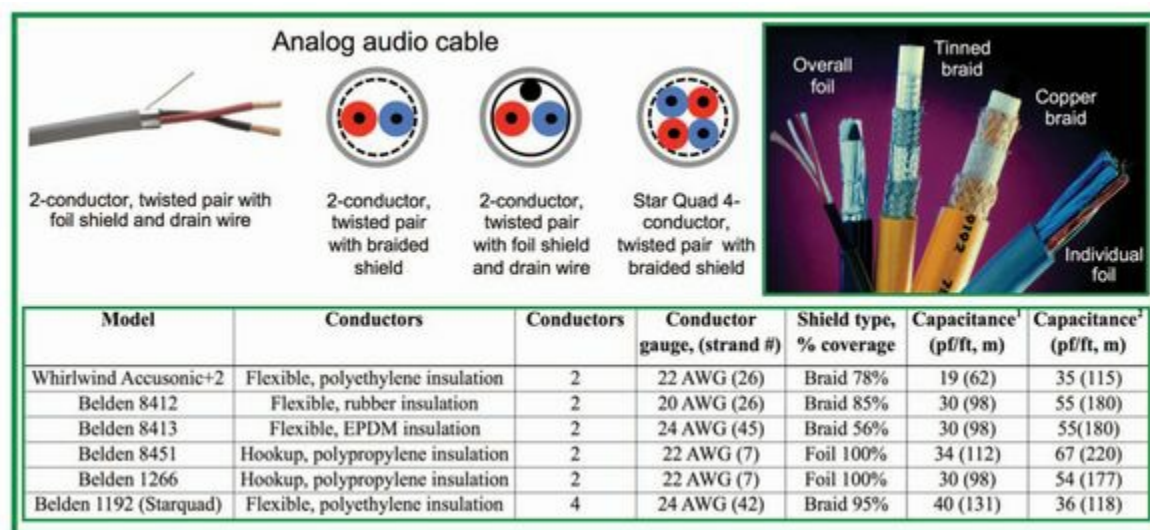 Analog audio cable
2-conductor, twisted pair with
foil shield and drain wire
2-conductor,
twisted pair
with braided
shield
2-conductor,
twisted pair
with foil shield
and drain wire
Star Quad 4-
conductor,
twisted pair with
braided shield
Overall
foil
Tinned
braid
Copper
braid
9192
Individual
foil
Model Conductors Conductors Conductor gauge, (strand #) Shield type, % coverage Capacitance¹ (pf/ft, m) Capacitance² (pf/ft, m)
Whirlwind Accusonic+2 Flexible, polyethylene insulation 2 22 AWG (26) Braid 78% 19 (62) 35 (115)
Belden 8412 Flexible, rubber insulation 2 20 AWG (26) Braid 85% 30 (98) 55 (180)
Belden 8413 Flexible, EPDM insulation 2 24 AWG (45) Braid 56% 30 (98) 55(180)
Belden 8451 Hookup, polypropylene insulation 2 22 AWG (7) Foil 100% 34 (112) 67 (220)
Belden 1266 Hookup, polypropylene insulation 2 22 AWG (7) Foil 100% 30 (98) 54 (177)
Belden 1192 (Starquad) Flexible, polyethylene insulation 4 24 AWG (42) Braid 95% 40 (131) 36 (118)